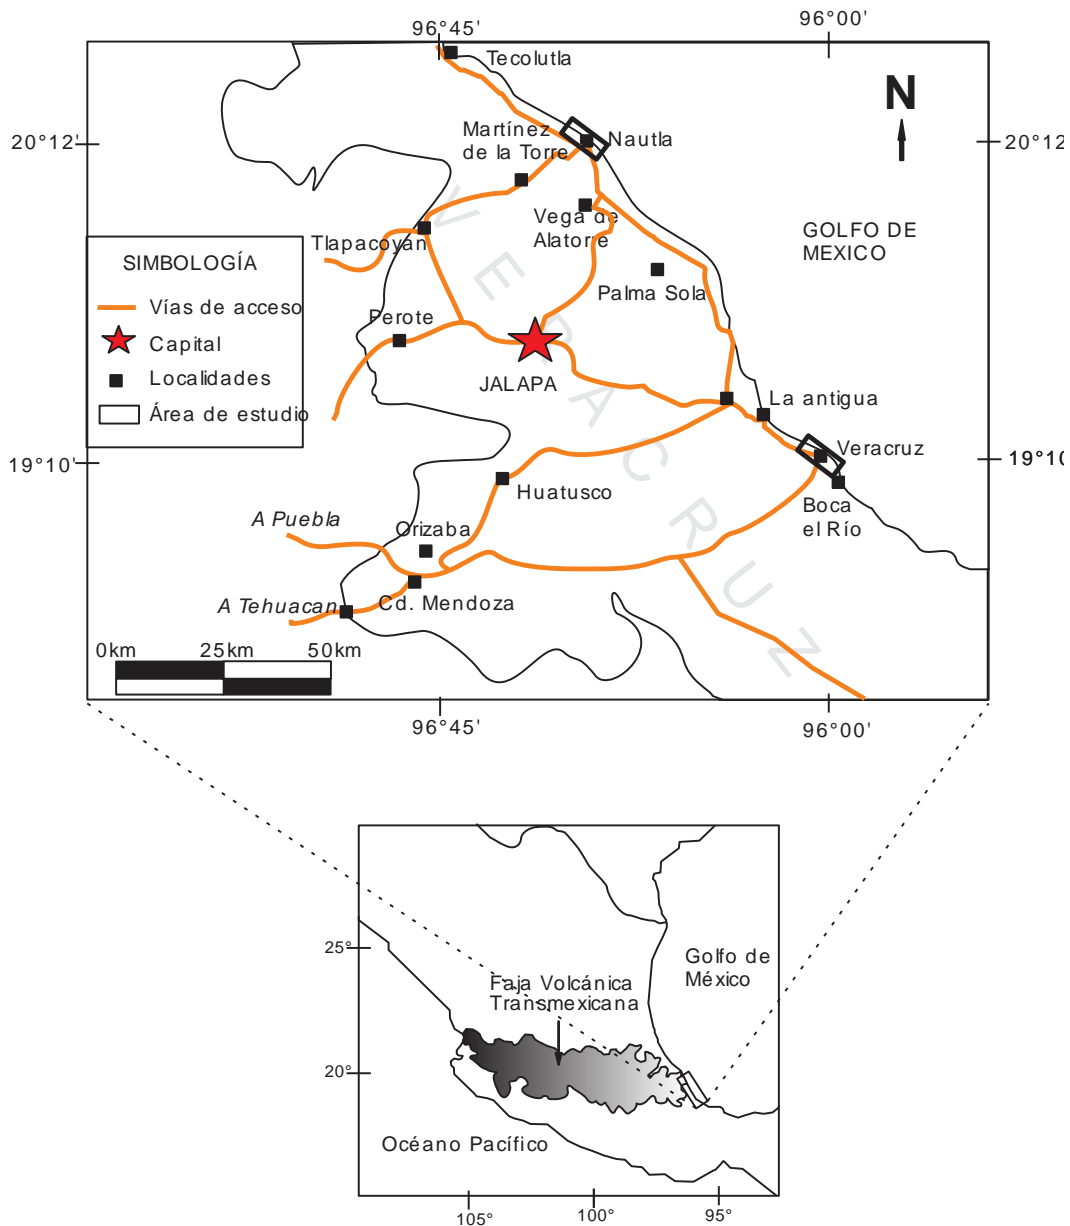 96°45'
96°00'
Tecolutla
N
20°12'
Martínez
de la Torre
Nautla
20°12'
Vega de
Alatorre
GOLFO DE
MEXICO
Tlapacoyan
SIMBOLOGÍA
Palma Sola
Vías de acceso
Perote
Capital
JALAPA
Localidades
La antigua
Área de estudio
VERACRUZ
Veracruz
19°10'
19°10'
Huatusco
Boca
el Río
A Puebla
Orizaba
A Tehuacan
Cd. Mendoza
0km 25km 50km
96°45'
96°00'
25°
Golfo de
México
Faja Volcánica
Transmexicana
20°
Océano Pacífico
105° 100° 95°